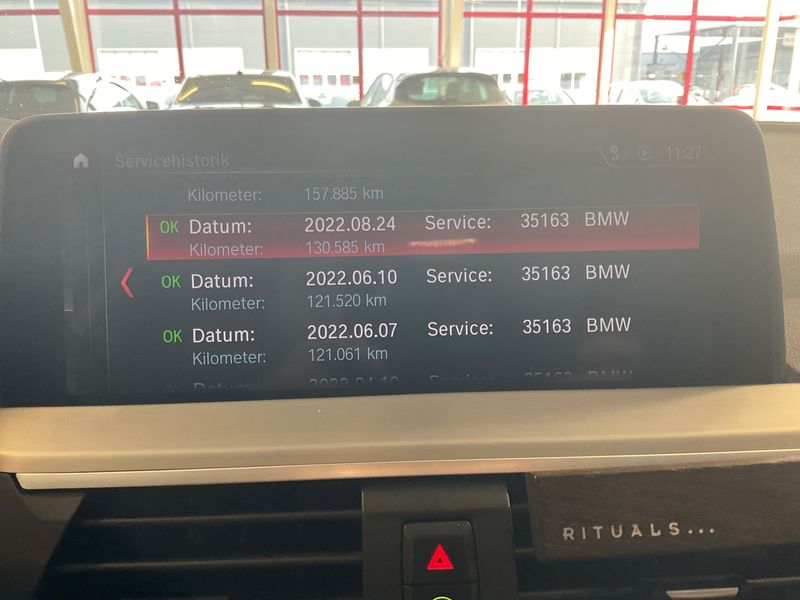 Servicehistorik 11:27
Kilometer: 157.885 km
OK Datum: 2022.08.24 Service: 35163 BMW
Kilometer: 130.585 km
OK Datum: 2022.06.10 Service: 35163 BMW
Kilometer: 121.520 km
OK Datum: 2022.06.07 Service: 35163 BMW
Kilometer: 121.061 km
RITUALS...